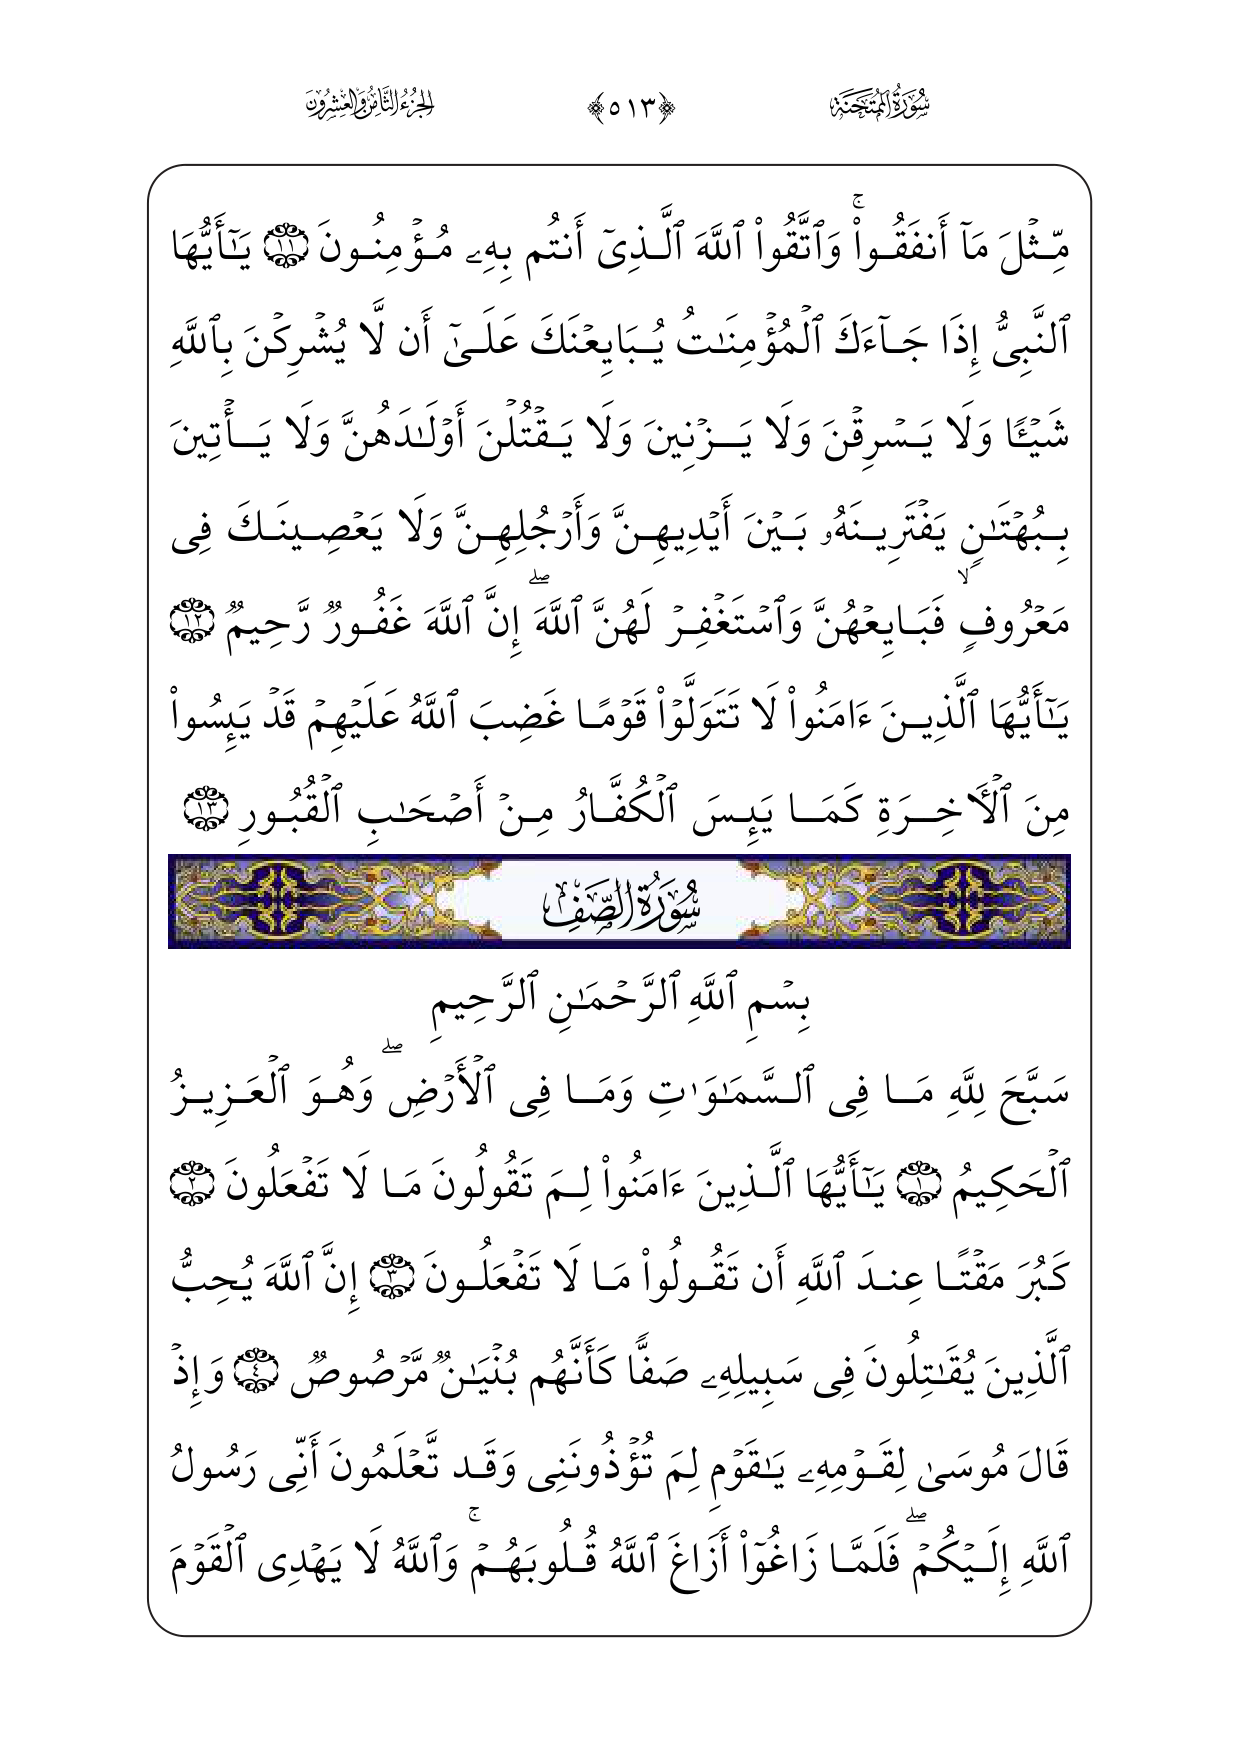 سُورَةُ المُمۡتَحنَة ﴿٥١٣﴾ الجُزءُ الثَّامِنُ وَالعِشرُونَ
مِّثۡلَ مَآ أَنفَقُواْۚ وَٱتَّقُواْ ٱللَّهَ ٱلَّذِيٓ أَنتُم بِهِۦ مُؤۡمِنُونَ ١١ يَٰٓأَيُّهَا
ٱلنَّبِيُّ إِذَا جَآءَكَ ٱلۡمُؤۡمِنَٰتُ يُبَايِعۡنَكَ عَلَىٰٓ أَن لَّا يُشۡرِكۡنَ بِٱللَّهِ
شَيۡـٔٗا وَلَا يَسۡرِقۡنَ وَلَا يَزۡنِينَ وَلَا يَقۡتُلۡنَ أَوۡلَٰدَهُنَّ وَلَا يَأۡتِينَ
بِبُهۡتَٰنٖ يَفۡتَرِينَهُۥ بَيۡنَ أَيۡدِيهِنَّ وَأَرۡجُلِهِنَّ وَلَا يَعۡصِينَكَ فِي
مَعۡرُوفٖۙ فَبَايِعۡهُنَّ وَٱسۡتَغۡفِرۡ لَهُنَّ ٱللَّهَۖ إِنَّ ٱللَّهَ غَفُورٞ رَّحِيمٞ ١٢
يَٰٓأَيُّهَا ٱلَّذِينَ ءَامَنُواْ لَا تَتَوَلَّوۡاْ قَوۡمًا غَضِبَ ٱللَّهُ عَلَيۡهِمۡ قَدۡ يَئِسُواْ
مِنَ ٱلۡأٓخِرَةِ كَمَا يَئِسَ ٱلۡكُفَّارُ مِنۡ أَصۡحَٰبِ ٱلۡقُبُورِ ١٣
سُورَةُ الصَّفِّ
بِسۡمِ ٱللَّهِ ٱلرَّحۡمَٰنِ ٱلرَّحِيمِ
سَبَّحَ لِلَّهِ مَا فِي ٱلسَّمَٰوَٰتِ وَمَا فِي ٱلۡأَرۡضِۖ وَهُوَ ٱلۡعَزِيزُ
ٱلۡحَكِيمُ ١ يَٰٓأَيُّهَا ٱلَّذِينَ ءَامَنُواْ لِمَ تَقُولُونَ مَا لَا تَفۡعَلُونَ ٢
كَبُرَ مَقۡتًا عِندَ ٱللَّهِ أَن تَقُولُواْ مَا لَا تَفۡعَلُونَ ٣ إِنَّ ٱللَّهَ يُحِبُّ
ٱلَّذِينَ يُقَٰتِلُونَ فِي سَبِيلِهِۦ صَفّٗا كَأَنَّهُم بُنۡيَٰنٞ مَّرۡصُوصٞ ٤ وَإِذۡ
قَالَ مُوسَىٰ لِقَوۡمِهِۦ يَٰقَوۡمِ لِمَ تُؤۡذُونَنِي وَقَد تَّعۡلَمُونَ أَنِّي رَسُولُ
ٱللَّهِ إِلَيۡكُمۡۖ فَلَمَّا زَاغُوٓاْ أَزَاغَ ٱللَّهُ قُلُوبَهُمۡۚ وَٱللَّهُ لَا يَهۡدِي ٱلۡقَوۡمَ